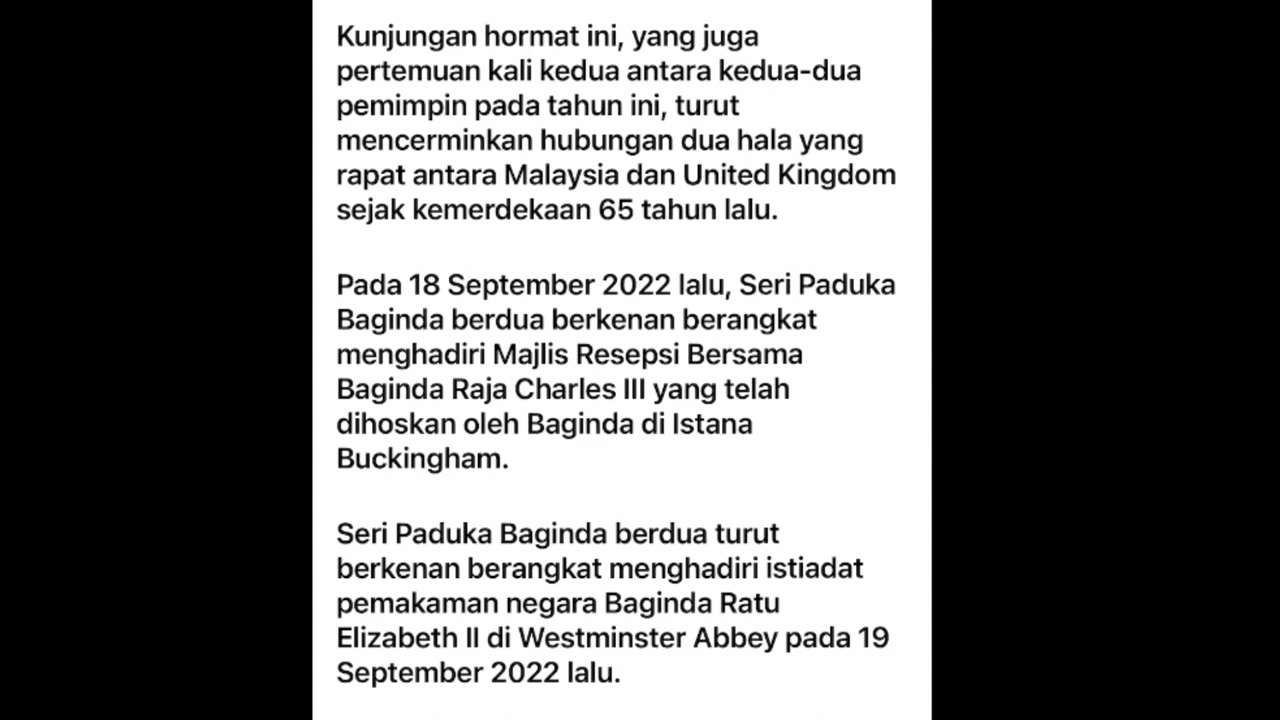 Kunjungan hormat ini, yang juga
pertemuan kali kedua antara kedua-dua
pemimpin pada tahun ini, turut
mencerminkan hubungan dua hala yang
rapat antara Malaysia dan United Kingdom
sejak kemerdekaan 65 tahun lalu.
Pada 18 September 2022 lalu, Seri Paduka
Baginda berdua berkenan berangkat
menghadiri Majlis Resepsi Bersama
Baginda Raja Charles III yang telah
dihoskan oleh Baginda di Istana
Buckingham.
Seri Paduka Baginda berdua turut
berkenan berangkat menghadiri istiadat
pemakaman negara Baginda Ratu
Elizabeth II di Westminster Abbey pada 19
September 2022 lalu.